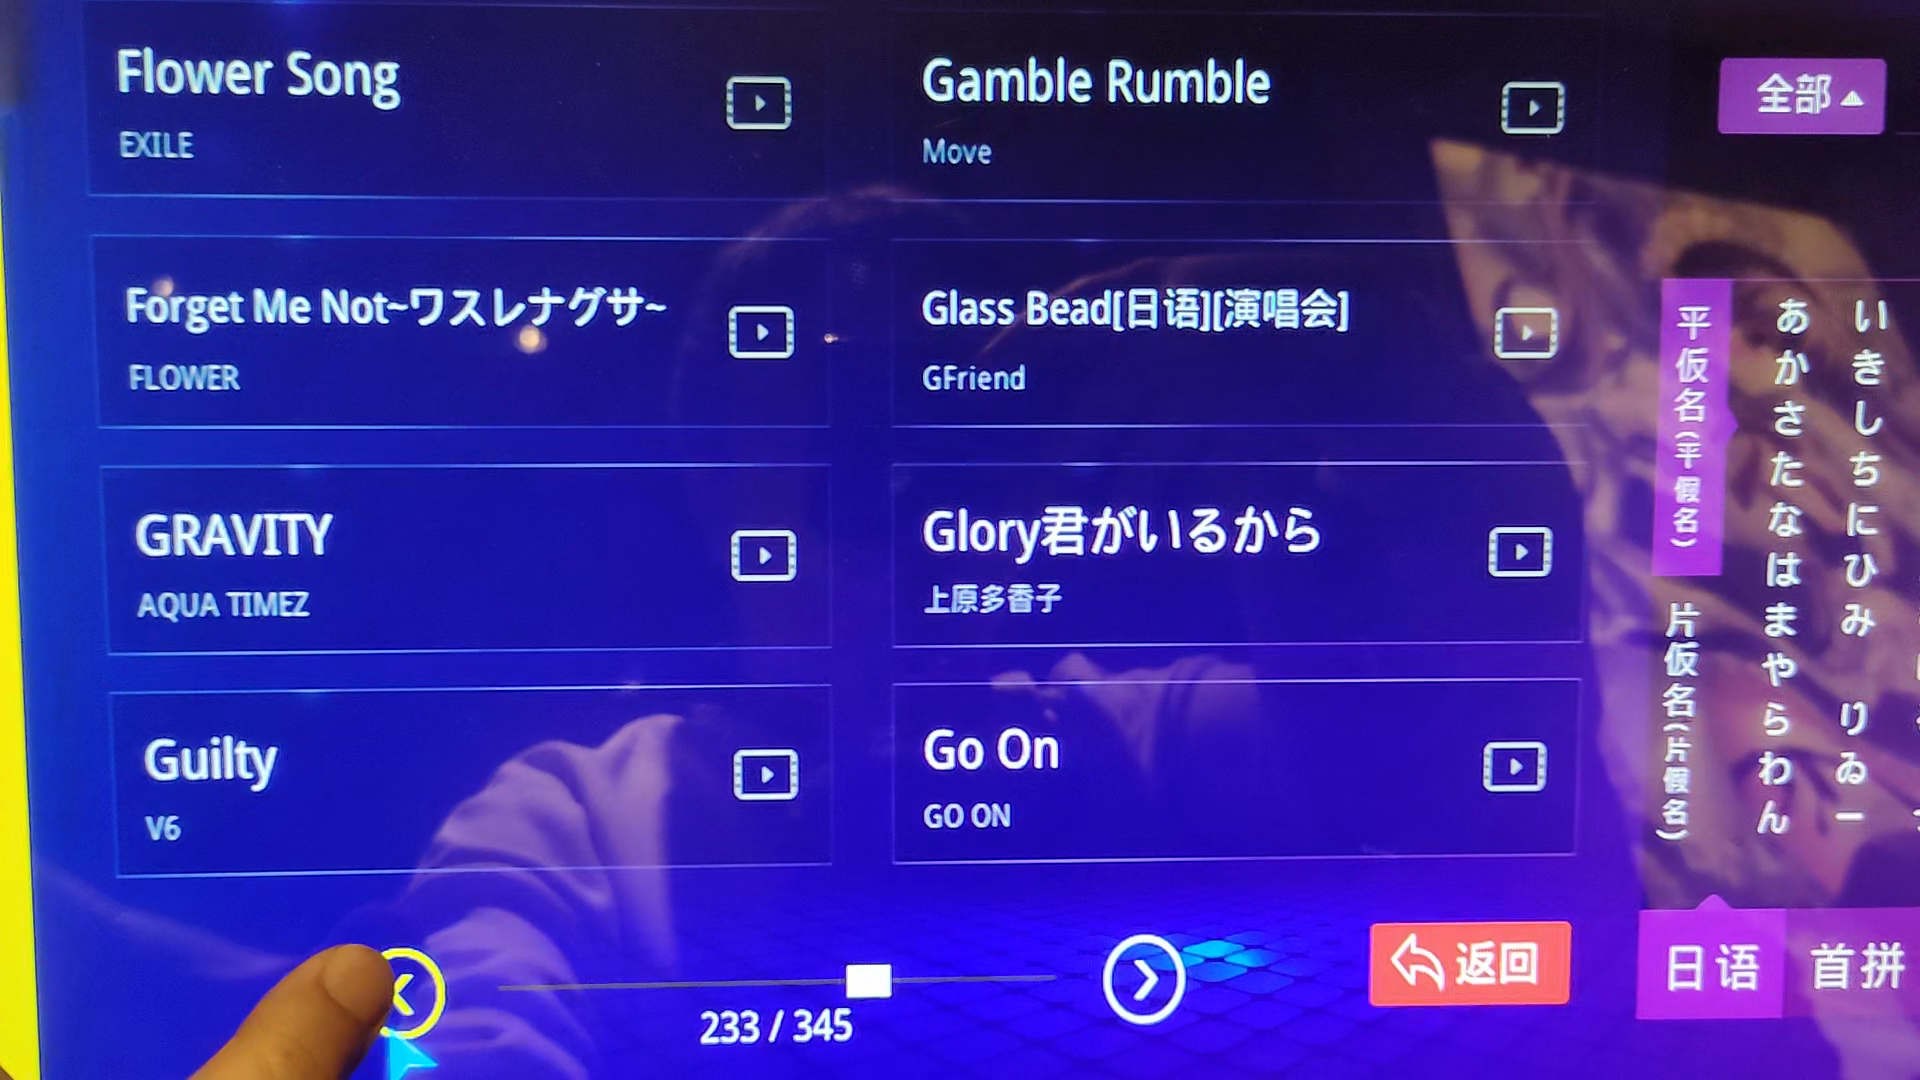 Flower Song
EXILE
Gamble Rumble
Move
全部
Forget Me Not~ワスレナグサ~
FLOWER
Glass Bead[日语][演唱会]
GFriend
GRAVITY
AQUA TIMEZ
Glory君がいるから
上原多香子
Guilty
V6
Go On
GO ON
平仮名(平假名)
片仮名(片假名)
あかさたなはまやらわん
いきしちにひみ りゐー
233 / 345
返回
日语
首拼